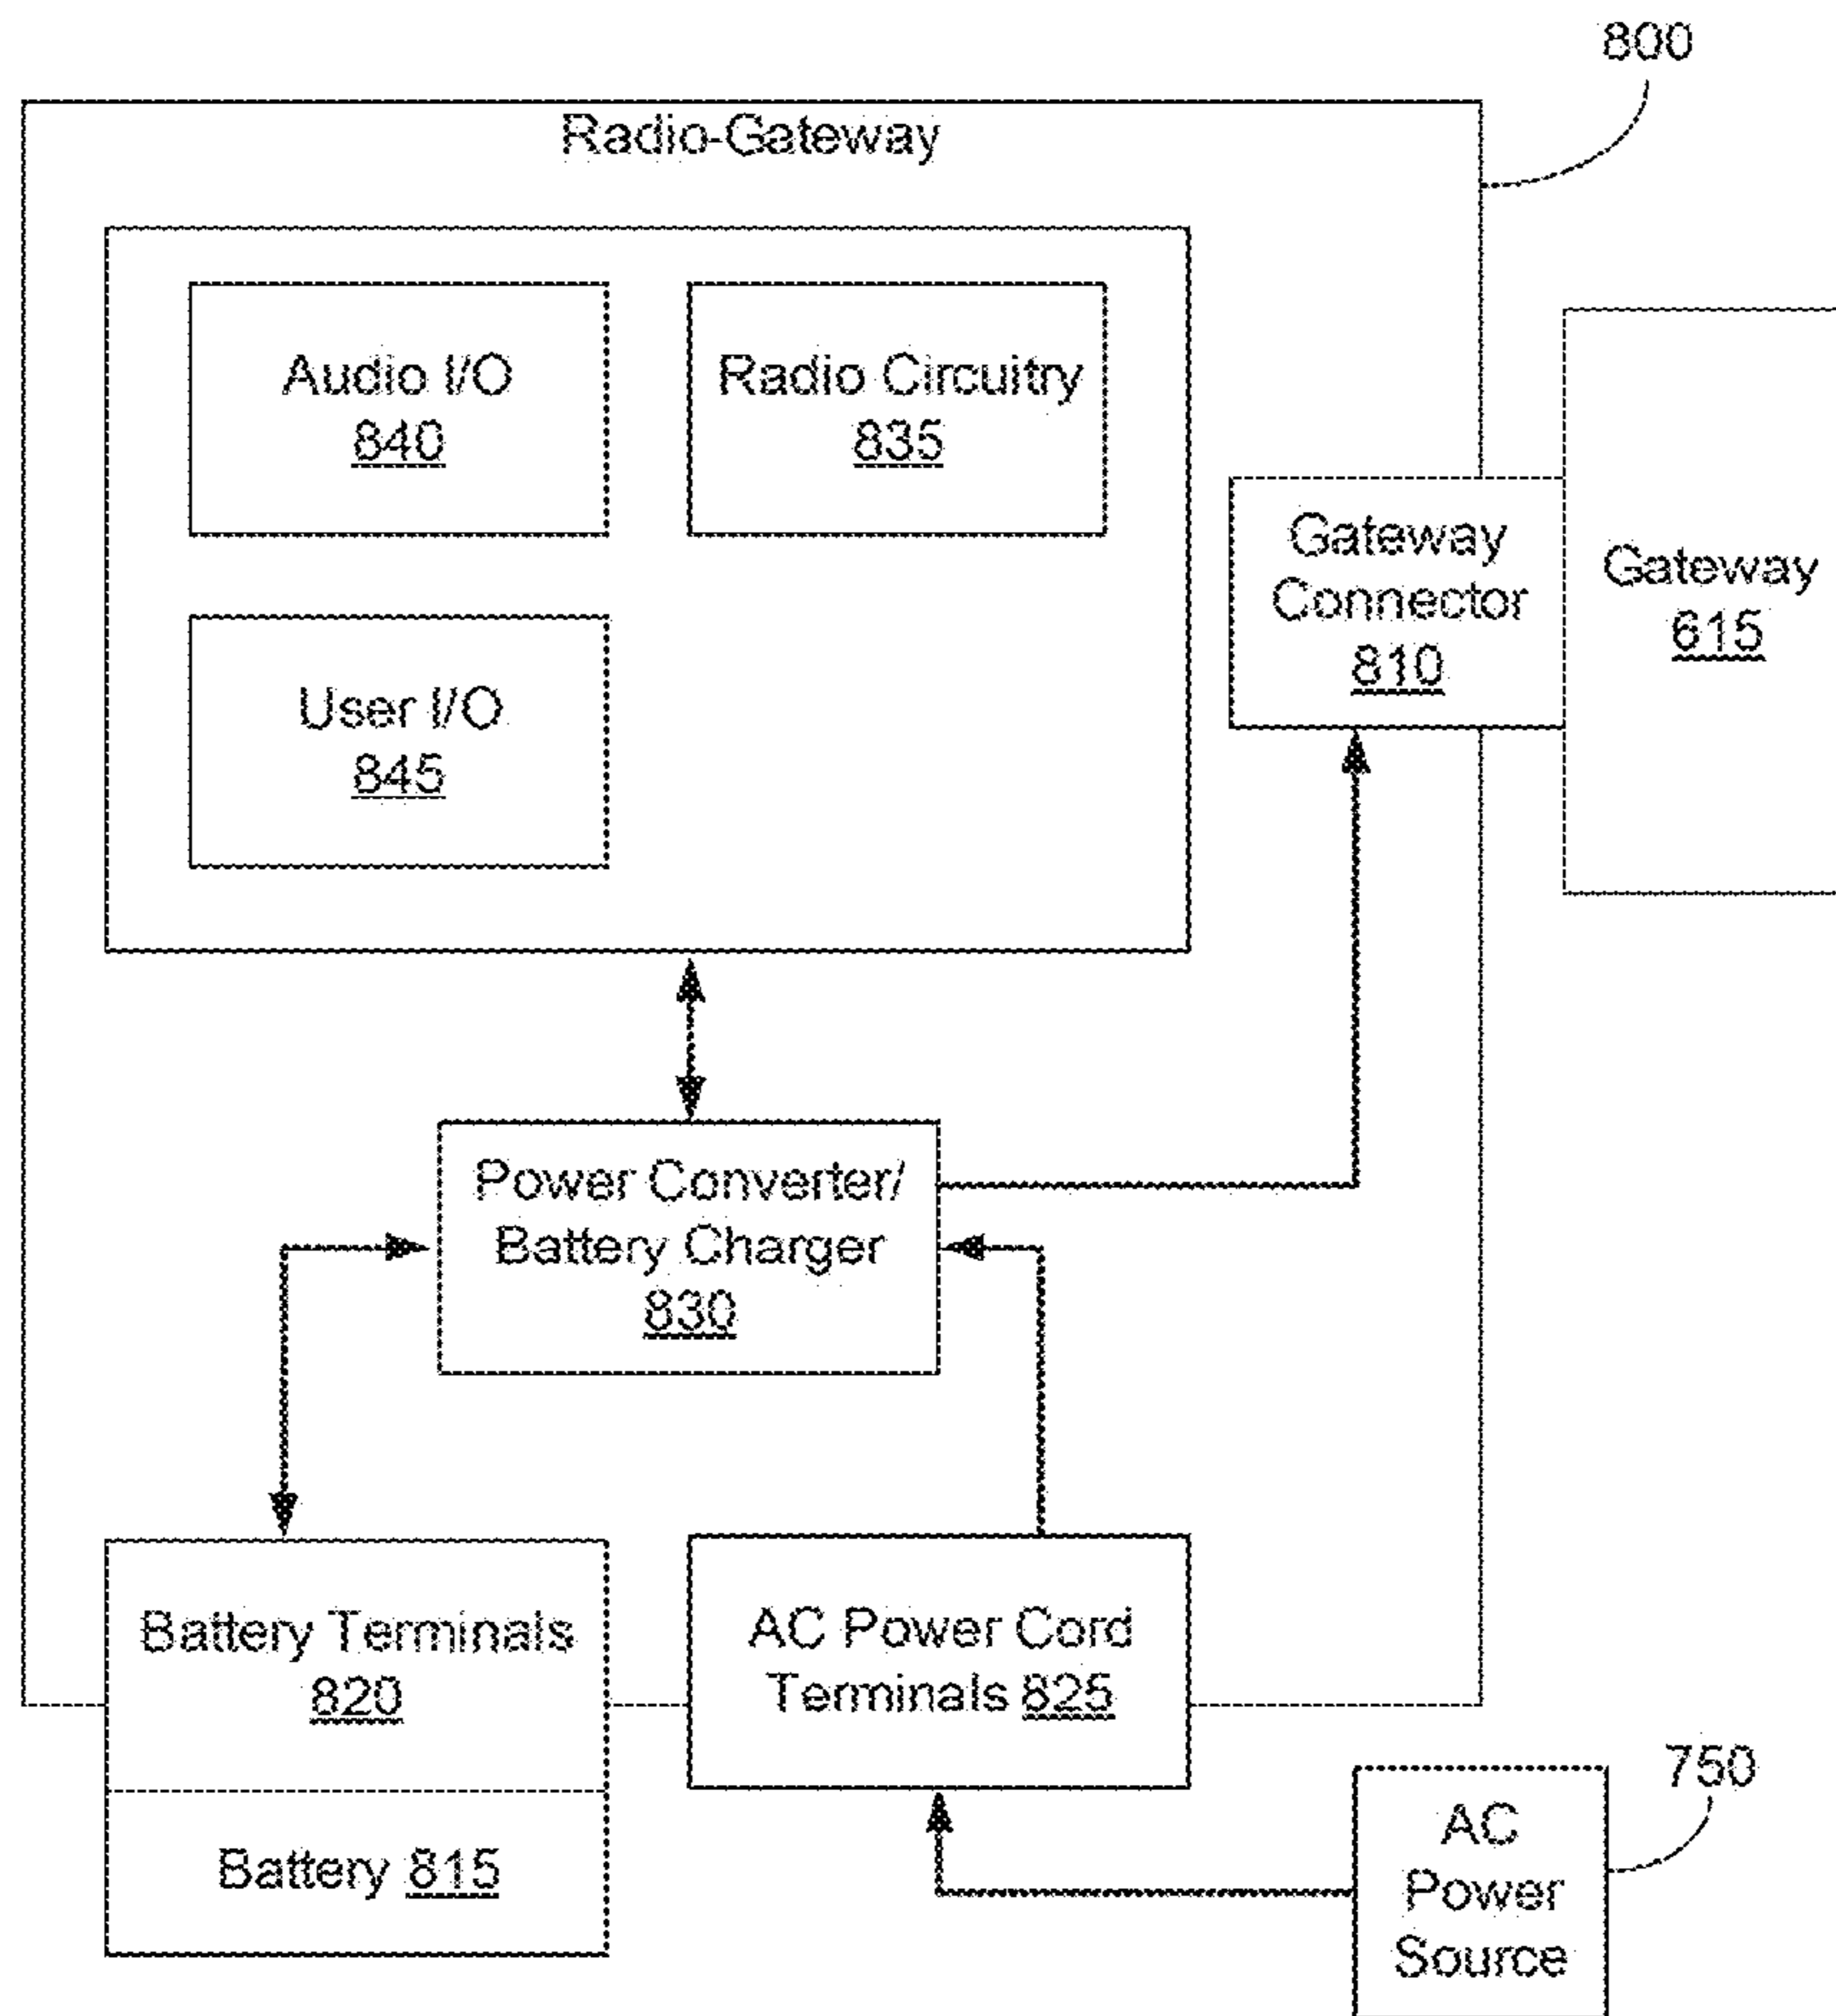 800
Radio-Gateway
Audio I/O
840
Radio Circuitry
835
Gateway
Connector
810
Gateway
615
User I/O
845
Power Converter/
Battery Charger
830
Battery Terminals
820
AC Power Cord
Terminals 825
750
Battery 815
AC
Power
Source